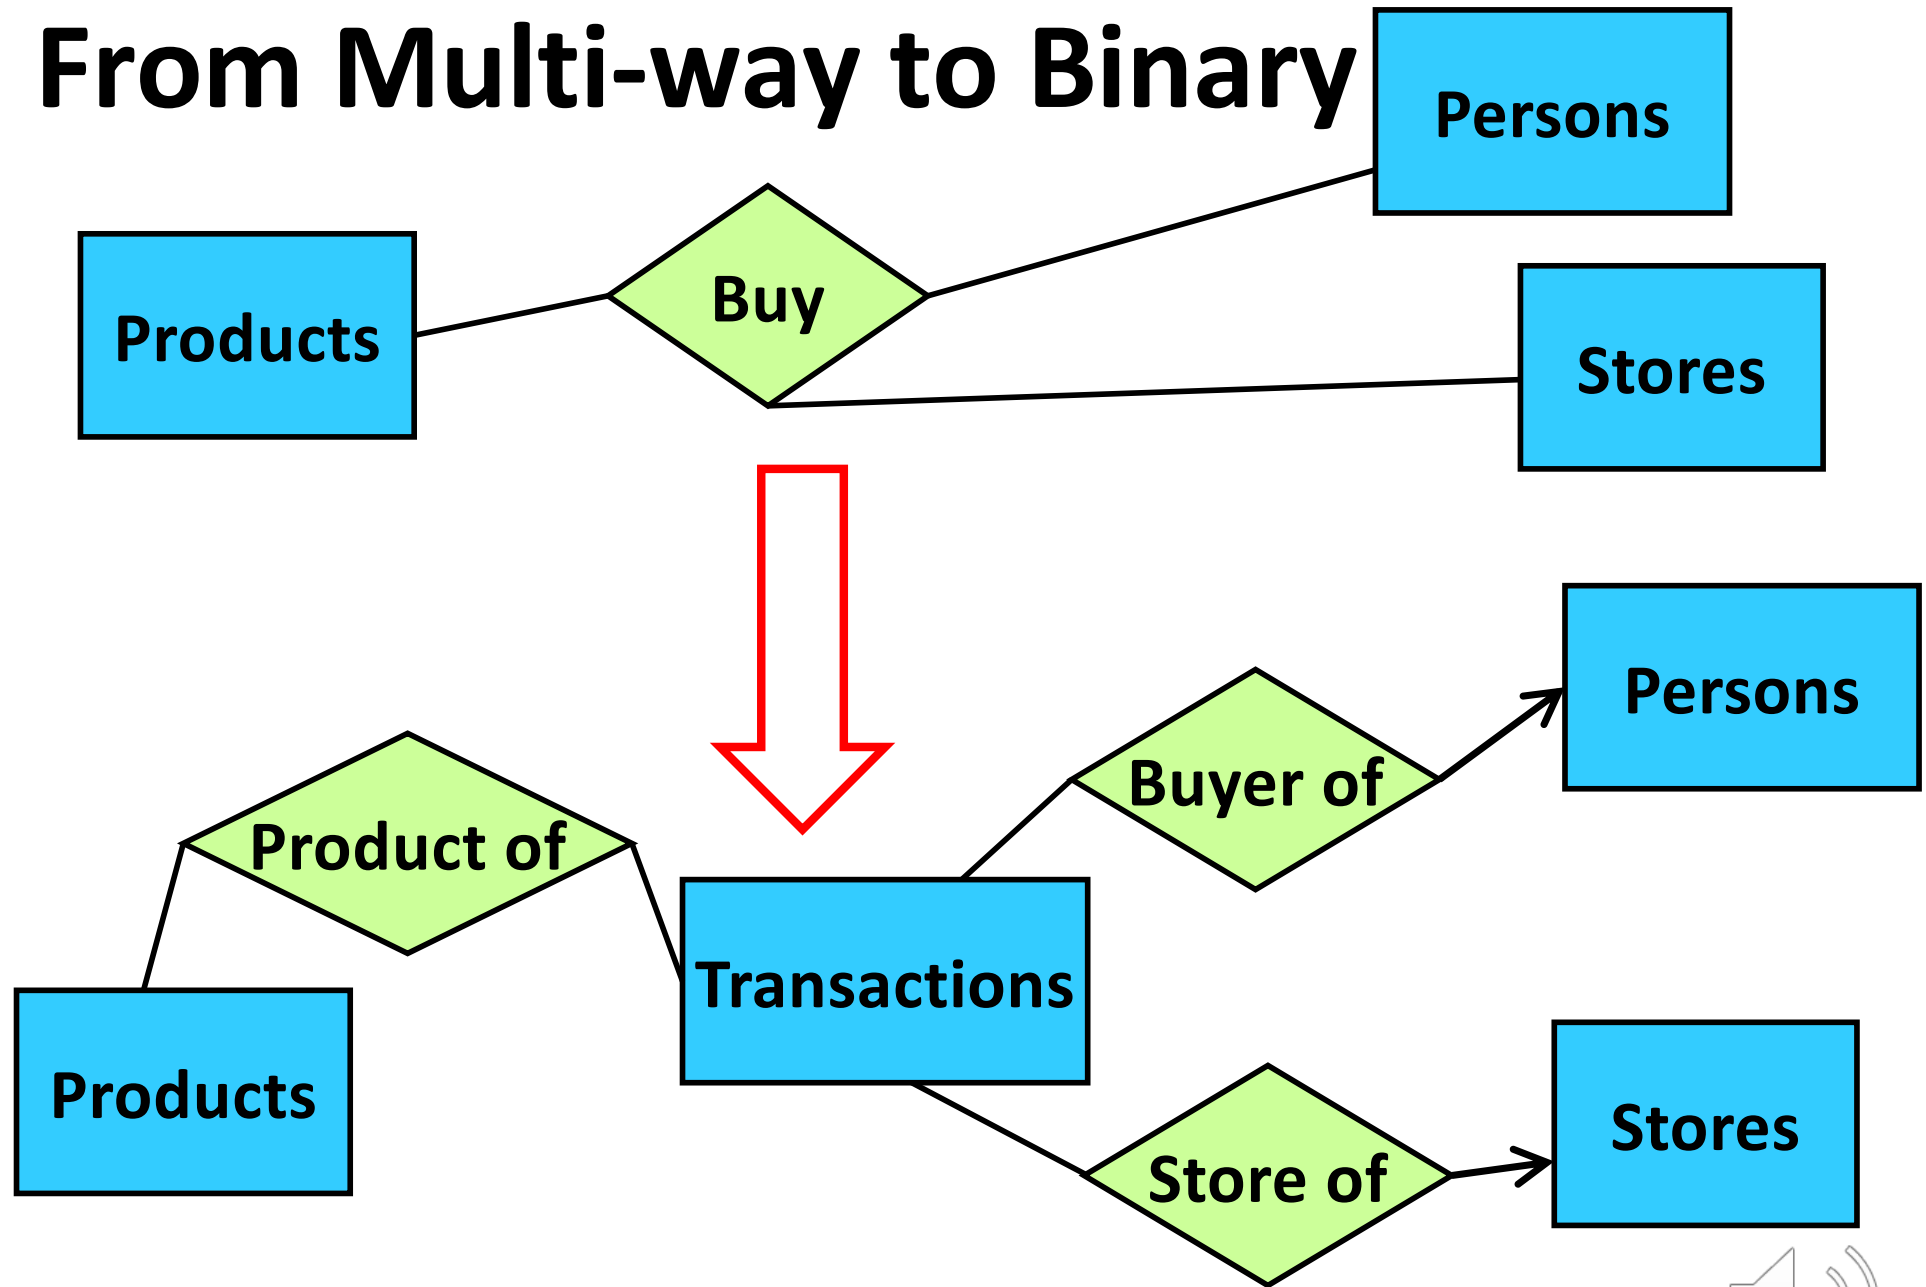 From Multi-way to Binary
Persons
Buy
Products
Stores
Persons
Buyer of
Product of
Transactions
Products
Stores
Store of